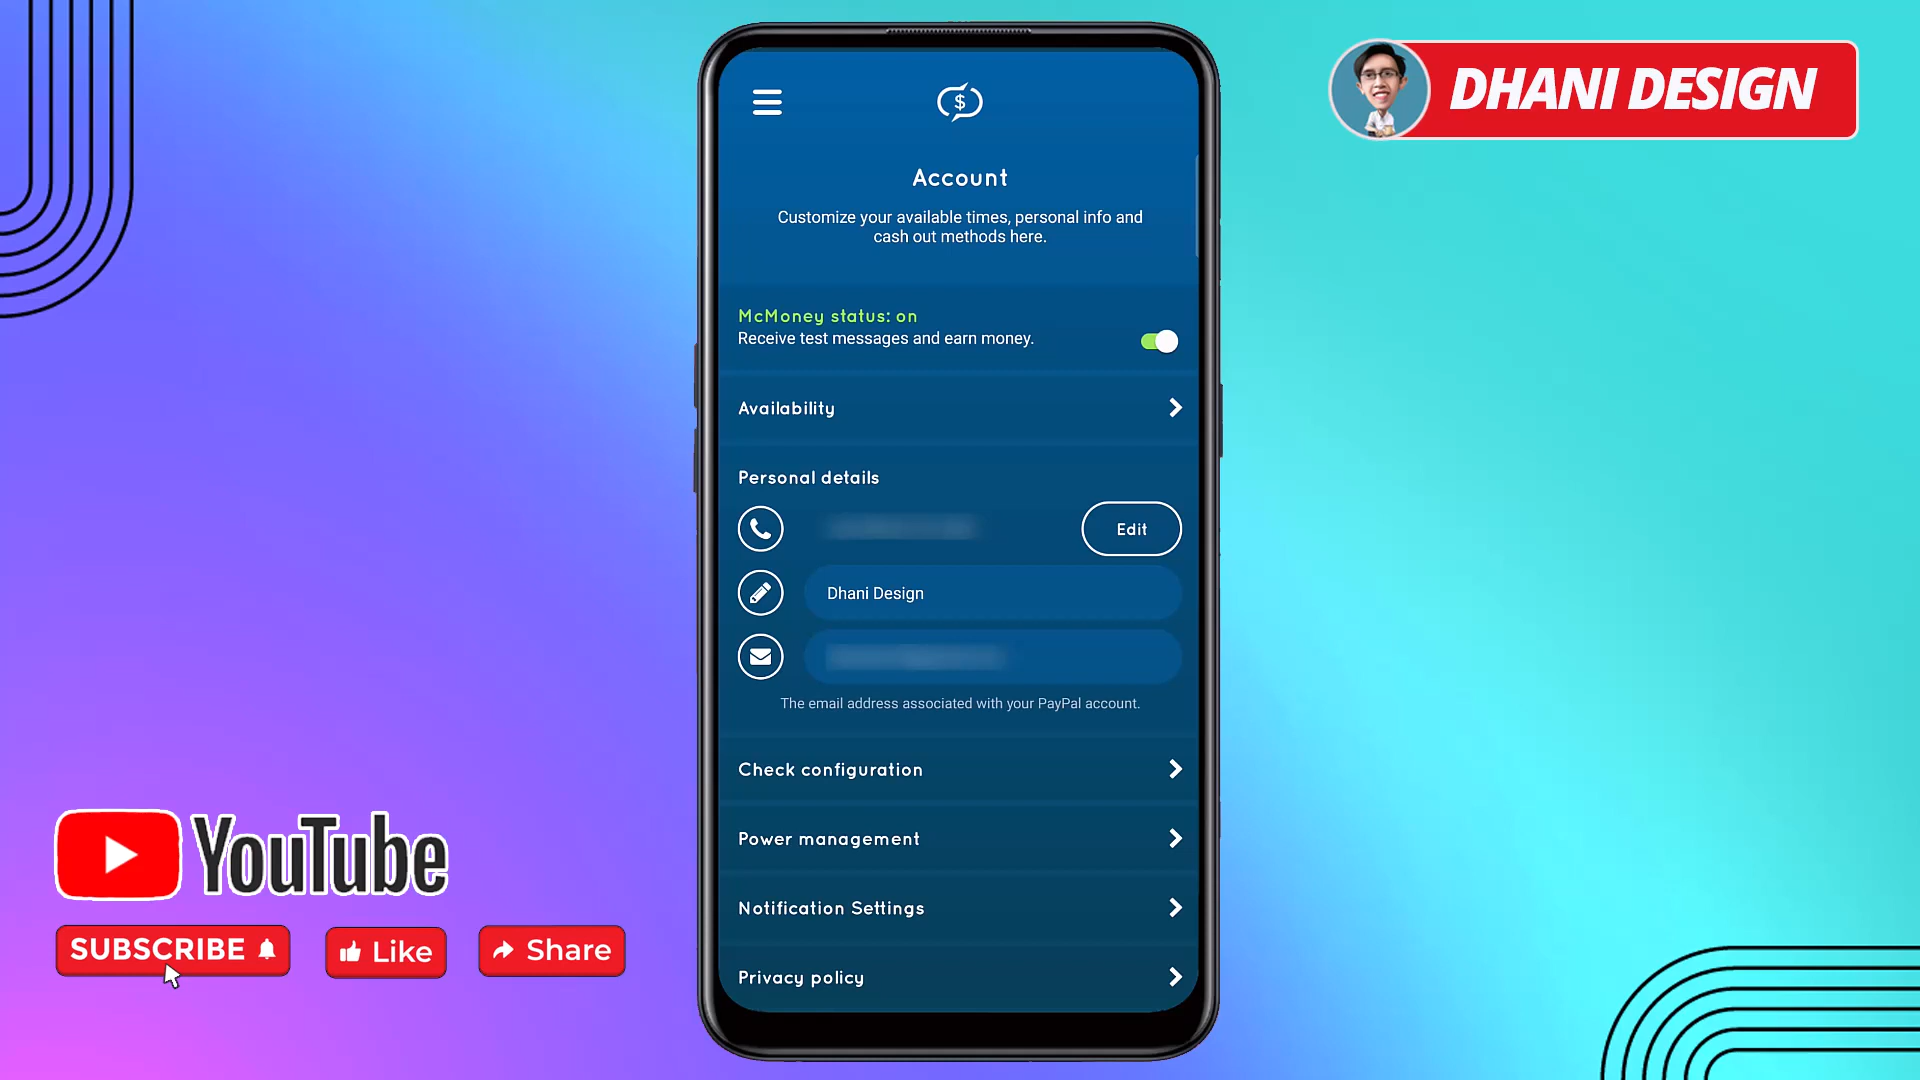 DHANI DESIGN
$
Account
Customize your available times, personal info and
cash out methods here.
McMoney status: on
Receive test messages and earn money.
Availability
Personal details
Edit
Dhani Design
The email address associated with your PayPal account.
Check configuration
Power management
Notification Settings
Privacy policy
YouTube
SUBSCRIBE
Like
Share